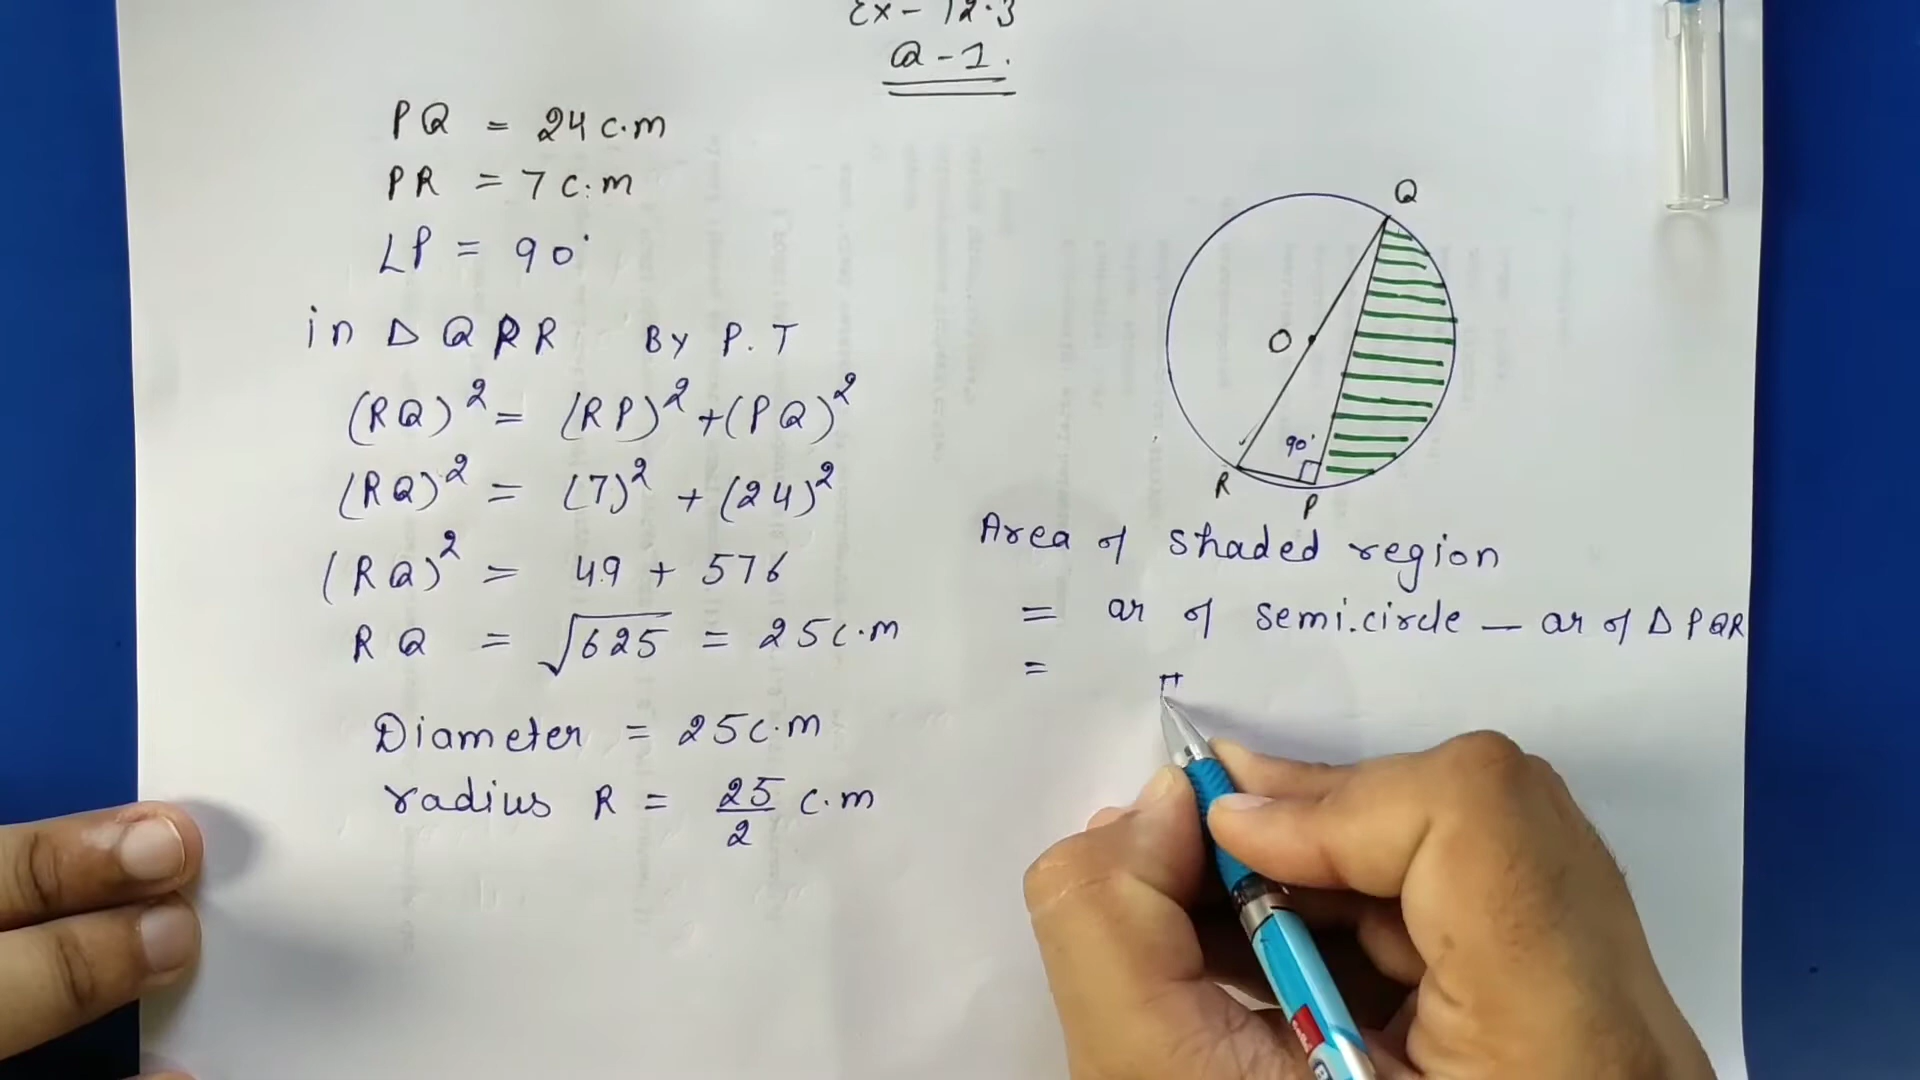 Ex - 12.3
Q - 1.
PQ = 24 c.m
PR = 7 c.m
∠P = 90°
in Δ QPR By P.T
(RQ)² = (RP)² + (PQ)²
(RQ)² = (7)² + (24)²
(RQ)² = 49 + 576
RQ = √625 = 25 c.m
Diameter = 25 c.m
radius R = 25/2 c.m
Q
O
90°
R
P
Area of shaded region
= ar of semi.circle — ar of Δ PQR
= π